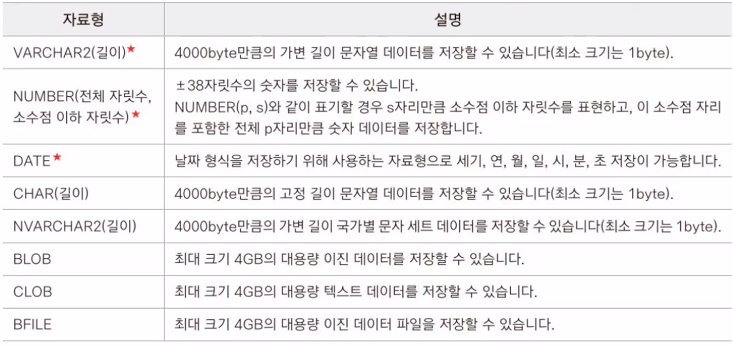 자료형 설명
VARCHAR2(길이)★ 4000byte만큼의 가변 길이 문자열 데이터를 저장할 수 있습니다(최소 크기는 1byte).
NUMBER(전체 자릿수, 소수점 이하 자릿수)★ ±38자릿수의 숫자를 저장할 수 있습니다.
NUMBER(p, s)와 같이 표기할 경우 s자리만큼 소수점 이하 자릿수를 표현하고, 이 소수점 자리
를 포함한 전체 p자리만큼 숫자 데이터를 저장합니다.
DATE★ 날짜 형식을 저장하기 위해 사용하는 자료형으로 세기, 연, 월, 일, 시, 분, 초 저장이 가능합니다.
CHAR(길이) 4000byte만큼의 고정 길이 문자열 데이터를 저장할 수 있습니다(최소 크기는 1byte).
NVARCHAR2(길이) 4000byte만큼의 가변 길이 국가별 문자 세트 데이터를 저장할 수 있습니다(최소 크기는 1byte).
BLOB 최대 크기 4GB의 대용량 이진 데이터를 저장할 수 있습니다.
CLOB 최대 크기 4GB의 대용량 텍스트 데이터를 저장할 수 있습니다.
BFILE 최대 크기 4GB의 대용량 이진 데이터 파일을 저장할 수 있습니다.